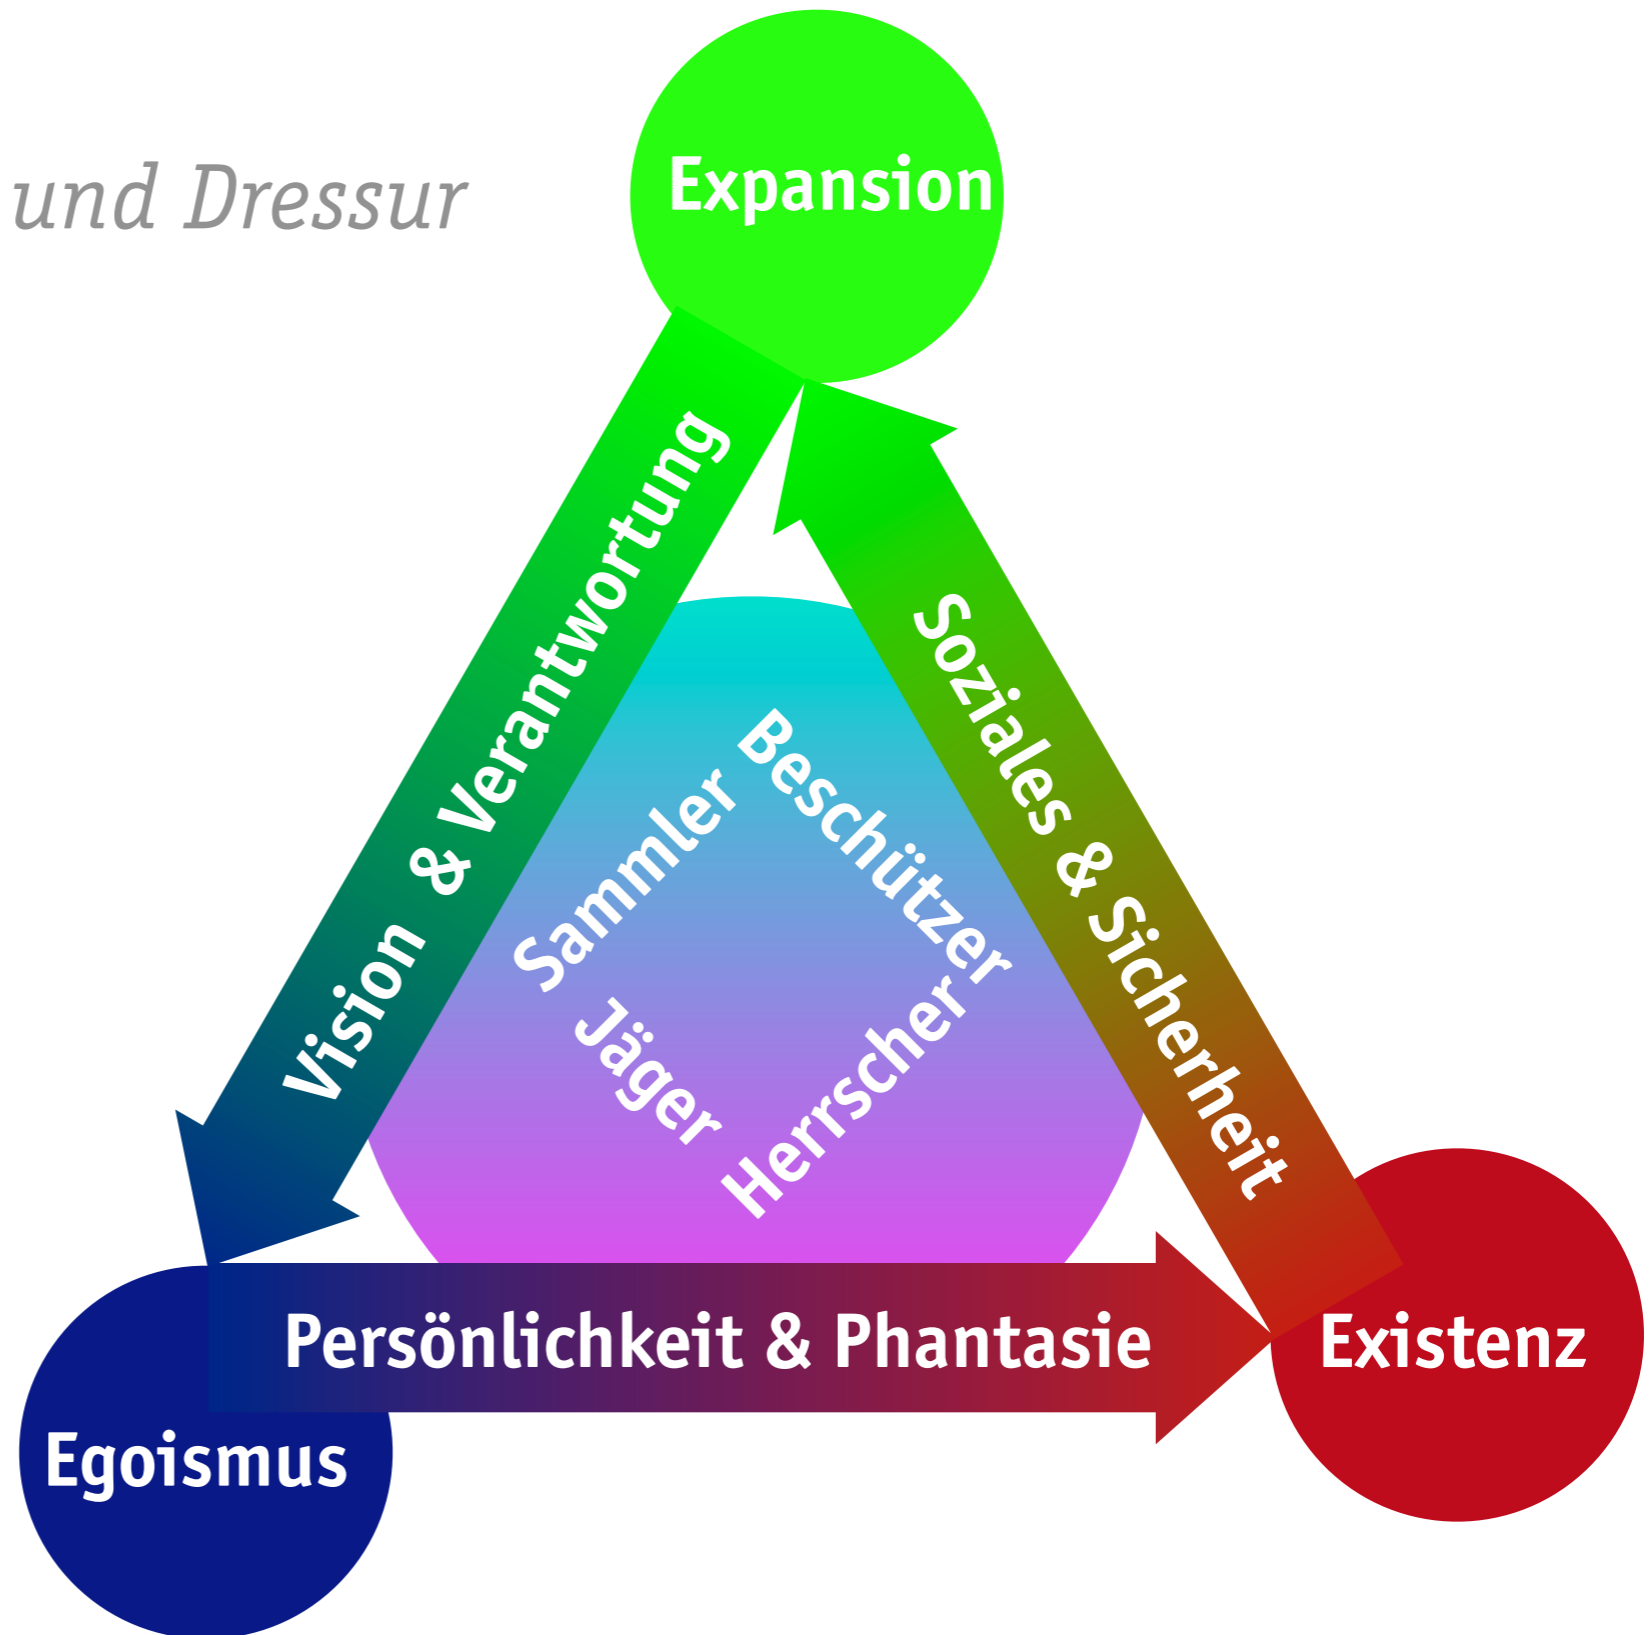 Expansion
und Dressur
Vision & Verantwortung
Soziales & Sicherheit
Sammler
Beschützer
Jäger
Herrscher
Persönlichkeit & Phantasie
Existenz
Egoismus